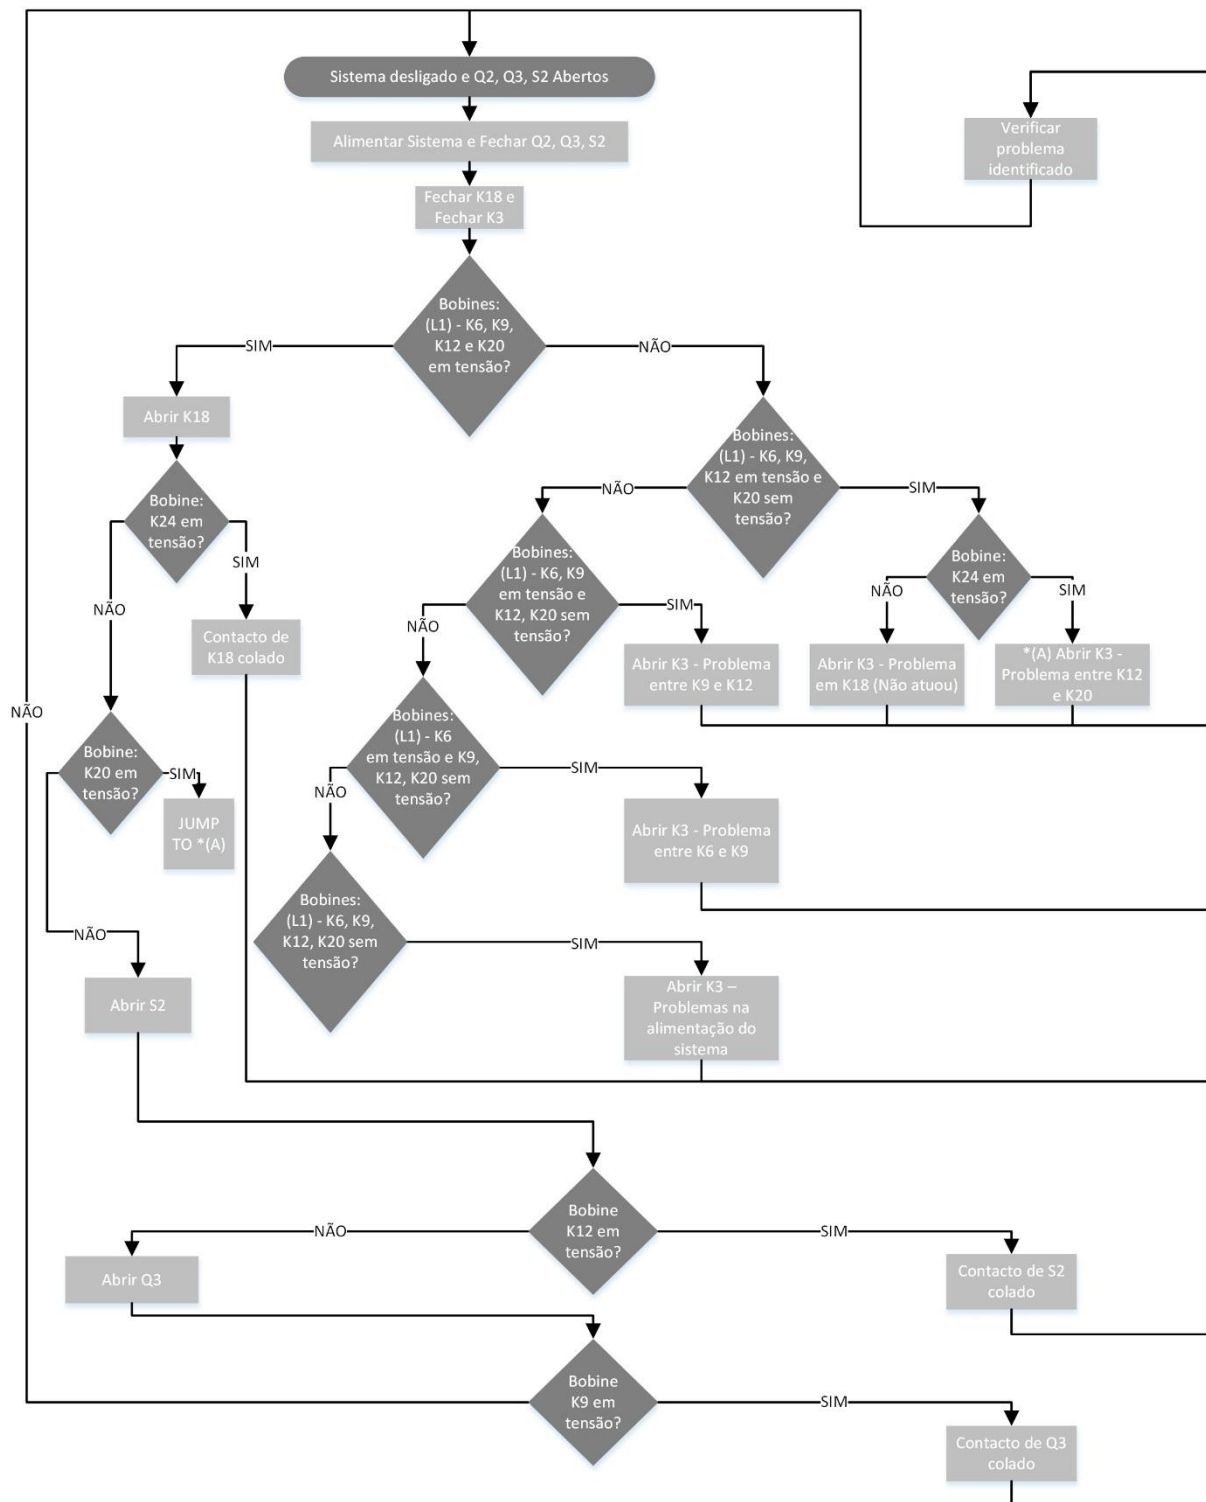 Sistema desligado e Q2, Q3, S2 Abertos
Alimentar Sistema e Fechar Q2, Q3, S2
Verificar
problema
identificado
Fechar K18 e
Fechar K3
Bobines:
(L1) - K6, K9,
K12 e K20
em tensão?
SIM
NÃO
Abrir K18
Bobines:
(L1) - K6, K9,
K12 em tensão e
K20 sem
tensão?
NÃO
SIM
Bobine:
K24 em
tensão?
SIM
NÃO
Bobines:
(L1) - K6, K9
em tensão e
K12, K20 sem
tensão?
SIM
NÃO
Bobine:
K24 em
tensão?
NÃO
SIM
Contacto de
K18 colado
Abrir K3 - Problema
entre K9 e K12
Abrir K3 - Problema
em K18 (Não atuou)
*(A) Abrir K3 -
Problema entre K12
e K20
NÃO
Bobines:
(L1) - K6
em tensão e K9,
K12, K20 sem
tensão?
SIM
NÃO
Bobine:
K20 em
tensão?
SIM
JUMP
TO *(A)
Abrir K3 - Problema
entre K6 e K9
NÃO
Bobines:
(L1) - K6, K9,
K12, K20 sem
tensão?
SIM
Abrir S2
Abrir K3 –
Problemas na
alimentação do
sistema
Bobine
K12 em
tensão?
NÃO
SIM
Abrir Q3
Contacto de S2
colado
Bobine
K9 em
tensão?
SIM
Contacto de Q3
colado